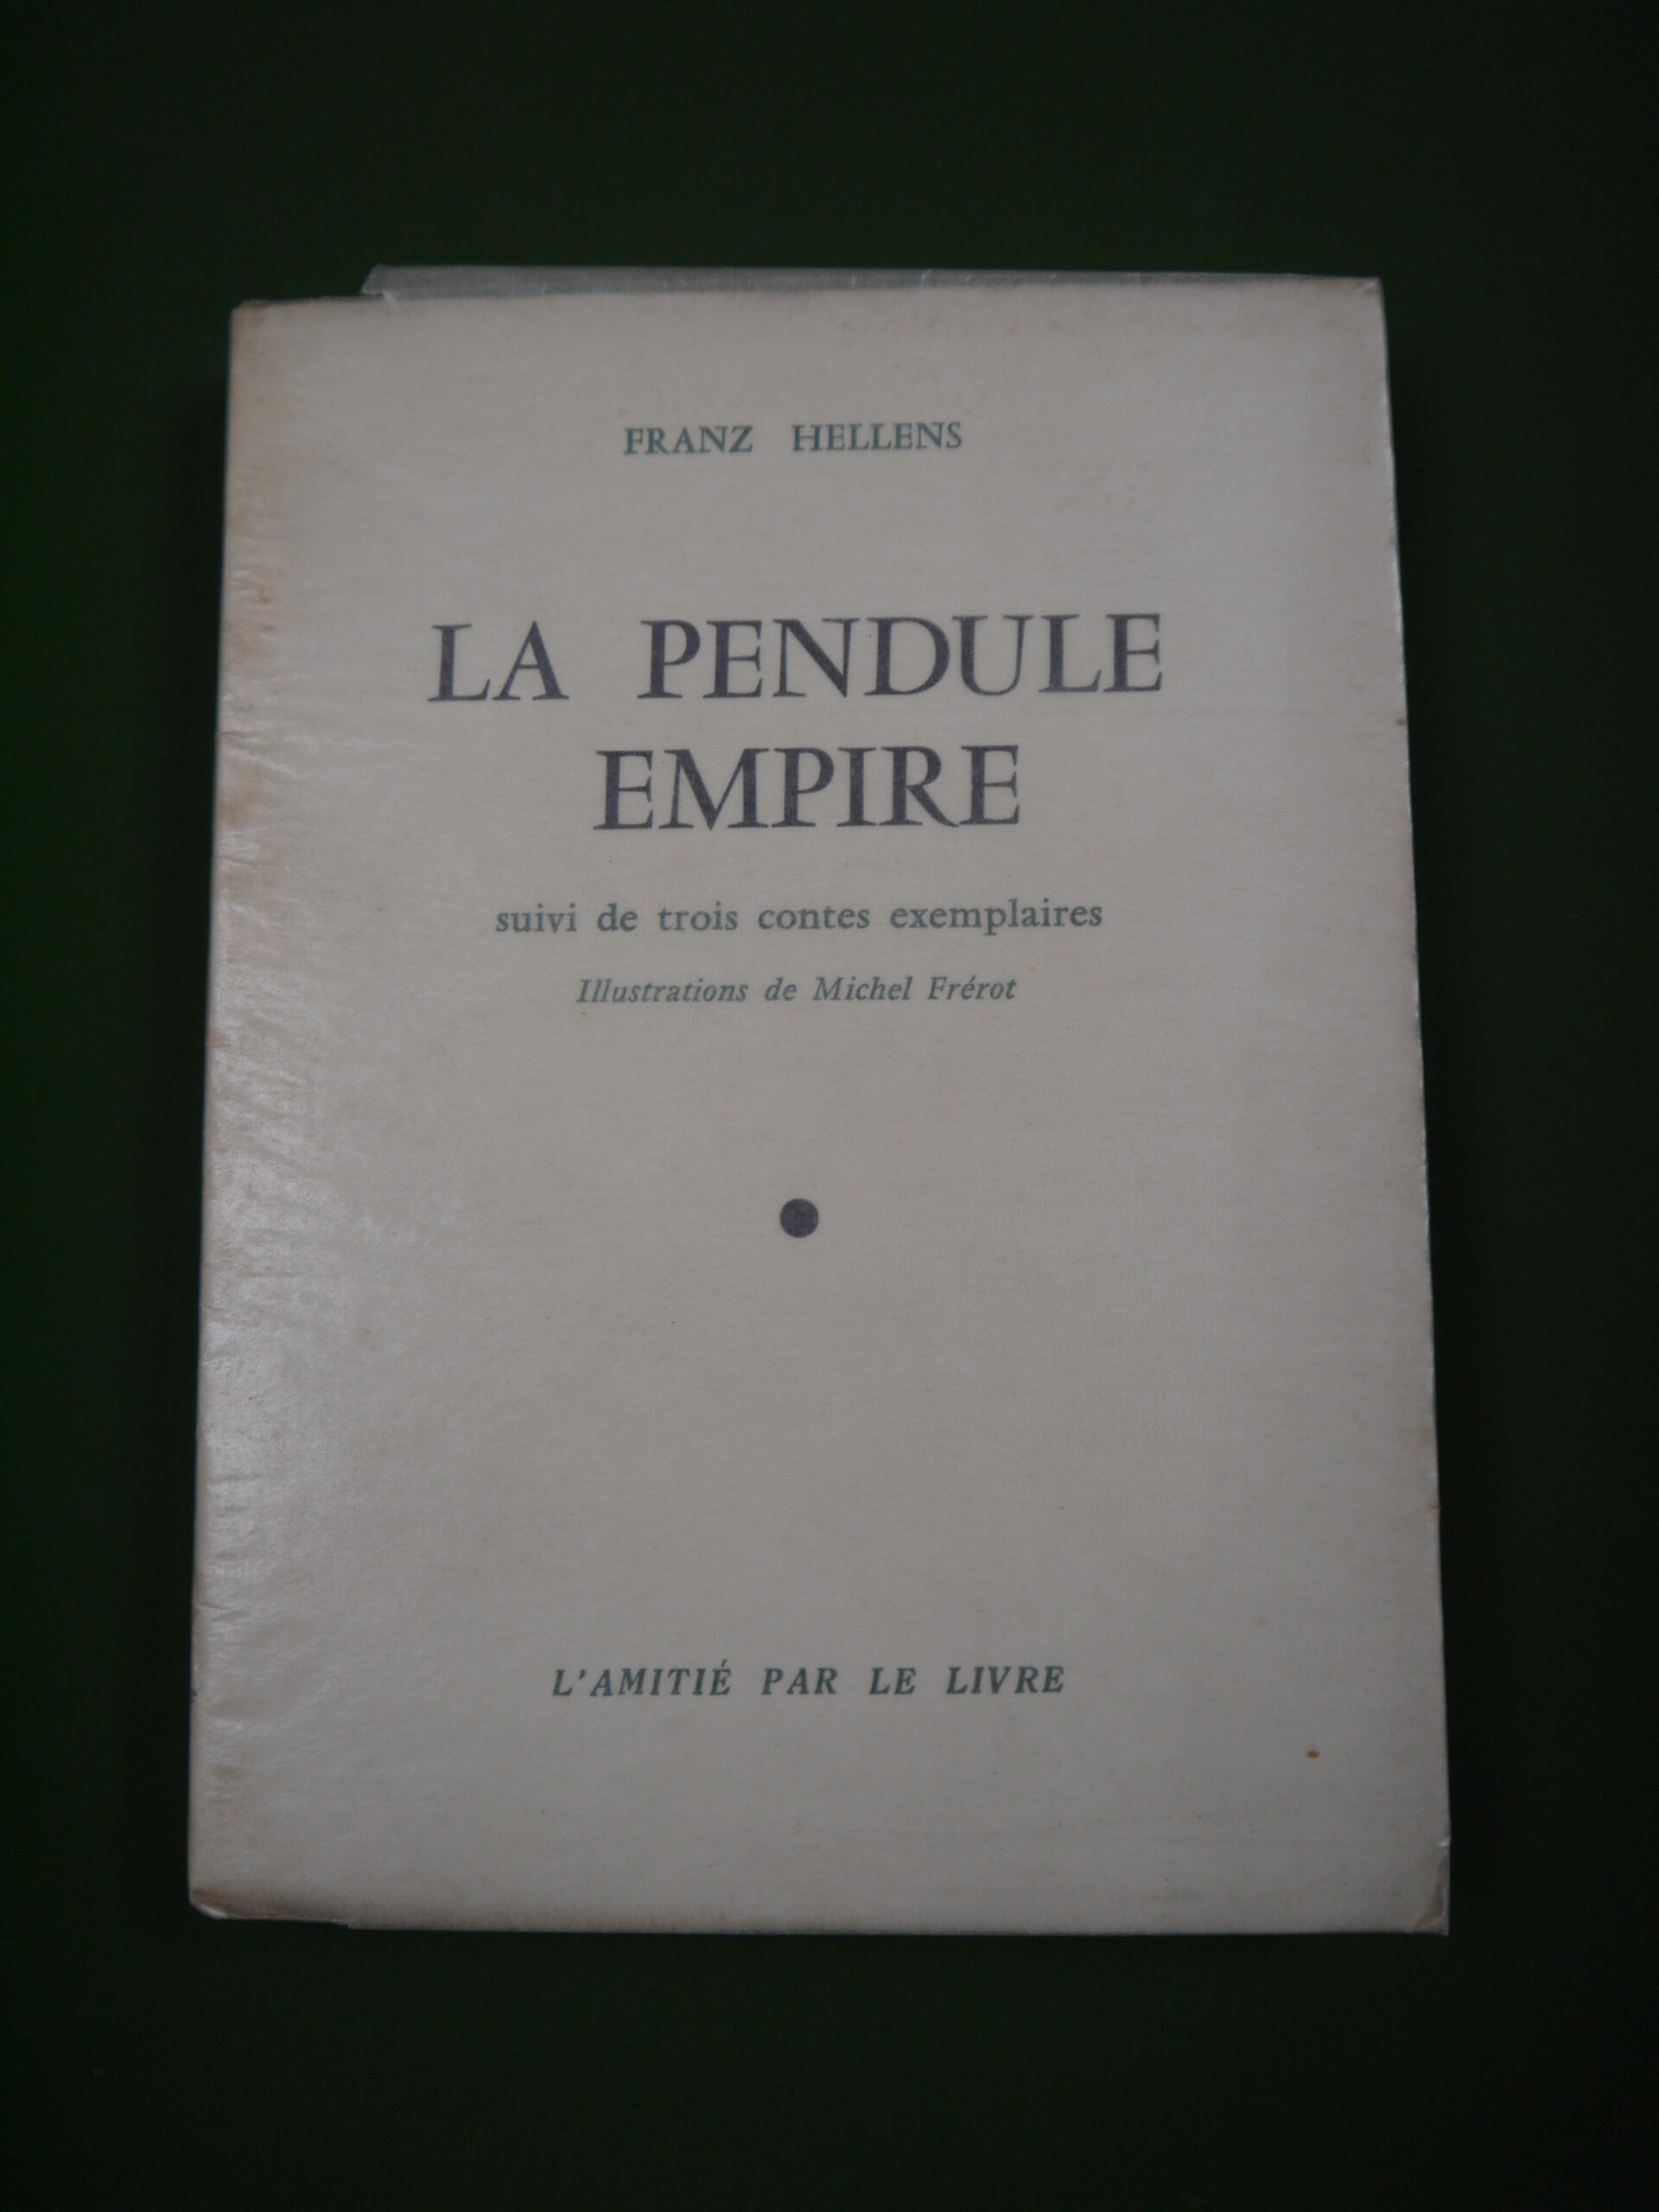 FRANZ HELLENS
LA PENDULE
EMPIRE
suivi de trois contes exemplaires
Illustrations de Michel Frérot
L'AMITIÉ PAR LE LIVRE